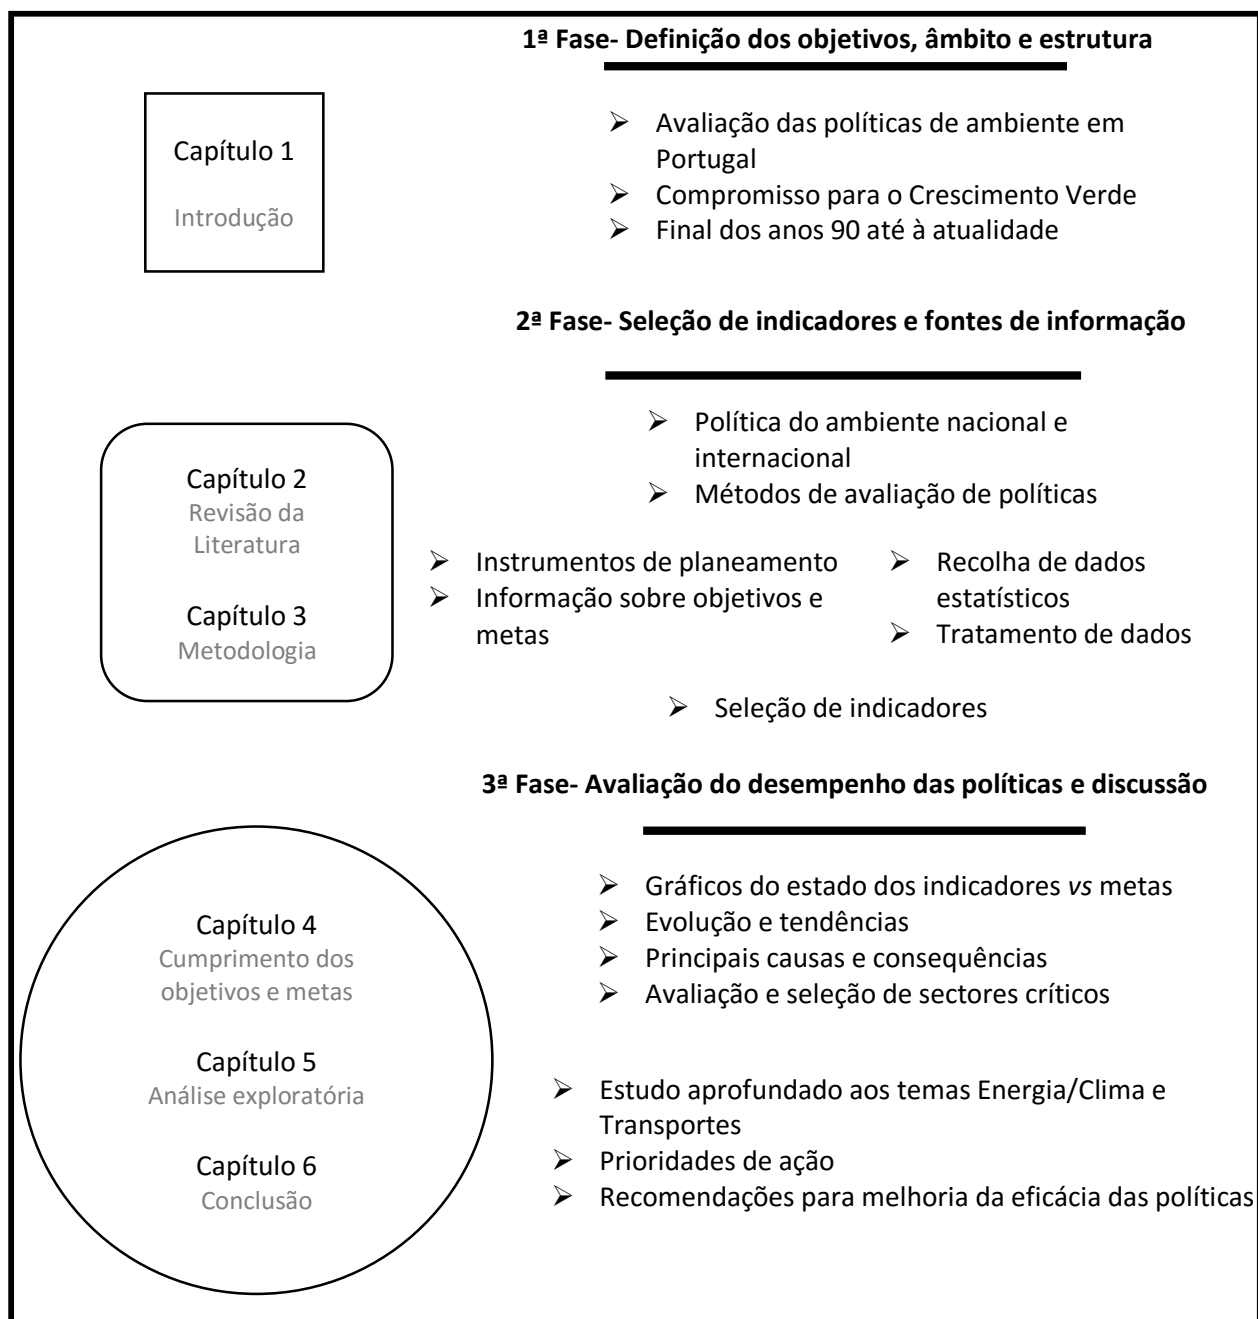 1ª Fase- Definição dos objetivos, âmbito e estrutura
Capítulo 1
Introdução
➢ Avaliação das políticas de ambiente em
Portugal
➢ Compromisso para o Crescimento Verde
➢ Final dos anos 90 até à atualidade
2ª Fase- Seleção de indicadores e fontes de informação
Capítulo 2
Revisão da
Literatura
Capítulo 3
Metodologia
➢ Política do ambiente nacional e
internacional
➢ Métodos de avaliação de políticas
➢ Instrumentos de planeamento
➢ Informação sobre objetivos e
metas
➢ Recolha de dados
estatísticos
➢ Tratamento de dados
➢ Seleção de indicadores
3ª Fase- Avaliação do desempenho das políticas e discussão
Capítulo 4
Cumprimento dos
objetivos e metas
Capítulo 5
Análise exploratória
Capítulo 6
Conclusão
➢ Gráficos do estado dos indicadores vs metas
➢ Evolução e tendências
➢ Principais causas e consequências
➢ Avaliação e seleção de sectores críticos
➢ Estudo aprofundado aos temas Energia/Clima e
Transportes
➢ Prioridades de ação
➢ Recomendações para melhoria da eficácia das políticas